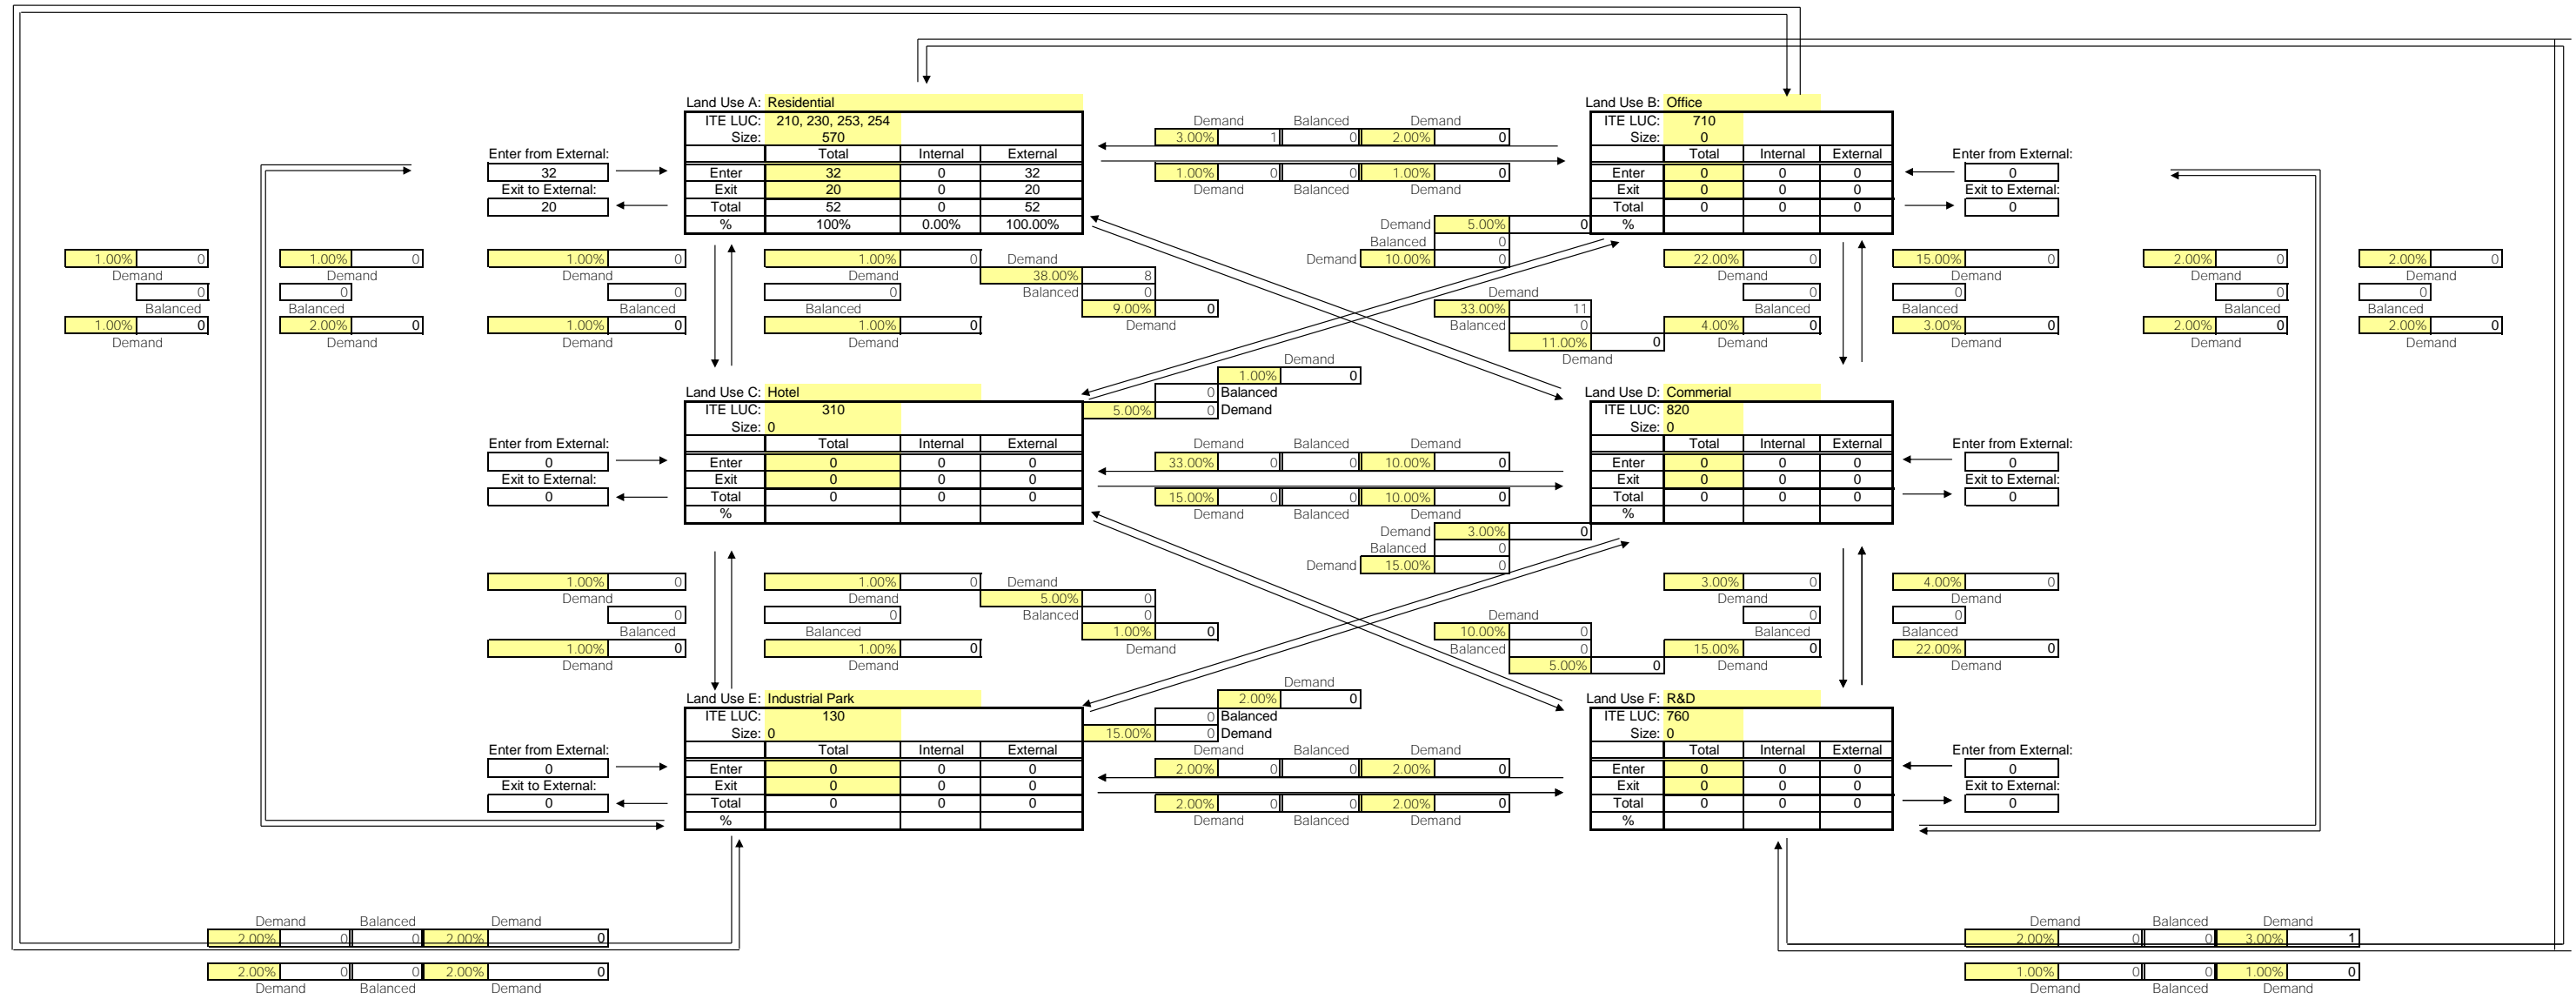 Land Use A: Residential Land Use B: Office
ITE LUC: 210, 230, 253, 254 Demand Balanced Demand ITE LUC: 710
Size: 570 3.00% 1 0 2.00% 0 Size: 0
Enter from External: Total Internal External Total Internal External Enter from External:
32 Enter 32 0 32 1.00% 0 0 1.00% 0 Enter 0 0 0 0
Exit to External: Exit 20 0 20 Demand Balanced Demand Exit 0 0 0 Exit to External:
20 Total 52 0 52 Total 0 0 0 0
% 100% 0.00% 100.00% Demand 5.00% 0 %
Balanced 0
1.00% 0 1.00% 0 1.00% 0 1.00% 0 Demand Demand 10.00% 0 22.00% 0 15.00% 0 2.00% 0 2.00% 0
Demand Demand Demand Demand 38.00% 8 Demand Demand Demand Demand
0 0 0 0 Balanced 0 Demand 0 0 0 0
Balanced Balanced Balanced Balanced 9.00% 0 33.00% 11 Balanced Balanced Balanced Balanced
1.00% 0 2.00% 0 1.00% 0 1.00% 0 Demand Balanced 0 4.00% 0 3.00% 0 2.00% 0 2.00% 0
Demand Demand Demand Demand 11.00% 0 Demand Demand Demand Demand
Demand Demand
1.00% 0
Land Use C: Hotel 0 Balanced Land Use D: Commerial
ITE LUC: 310 5.00% 0 Demand ITE LUC: 820
Size: 0 Size: 0
Enter from External: Total Internal External Demand Balanced Demand Total Internal External Enter from External:
0 Enter 0 0 0 33.00% 0 0 10.00% 0 Enter 0 0 0 0
Exit to External: Exit 0 0 0 Exit 0 0 0 Exit to External:
0 Total 0 0 0 15.00% 0 0 10.00% 0 Total 0 0 0 0
% Demand Balanced Demand %
Demand 3.00% 0
Balanced 0
Demand 15.00% 0
1.00% 0 1.00% 0 Demand 3.00% 0 4.00% 0
Demand Demand 5.00% 0 Demand Demand
0 0 Balanced 0 Demand 0 0
Balanced Balanced 1.00% 0 10.00% 0 Balanced Balanced
1.00% 0 1.00% 0 Demand Balanced 0 15.00% 0 22.00% 0
Demand Demand 5.00% 0 Demand Demand
Demand
2.00% 0
Land Use E: Industrial Park Land Use F: R&D
ITE LUC: 130 0 Balanced ITE LUC: 760
Size: 0 15.00% 0 Demand Size: 0
Enter from External: Total Internal External Demand Balanced Demand Total Internal External Enter from External:
0 Enter 0 0 0 2.00% 0 0 2.00% 0 Enter 0 0 0 0
Exit to External: Exit 0 0 0 Exit 0 0 0 Exit to External:
0 Total 0 0 0 2.00% 0 0 2.00% 0 Total 0 0 0 0
% Demand Balanced Demand %
Demand Balanced Demand Demand Balanced Demand
2.00% 0 0 2.00% 0 2.00% 0 0 3.00% 1
2.00% 0 0 2.00% 0 1.00% 0 0 1.00% 0
Demand Balanced Demand Demand Balanced Demand